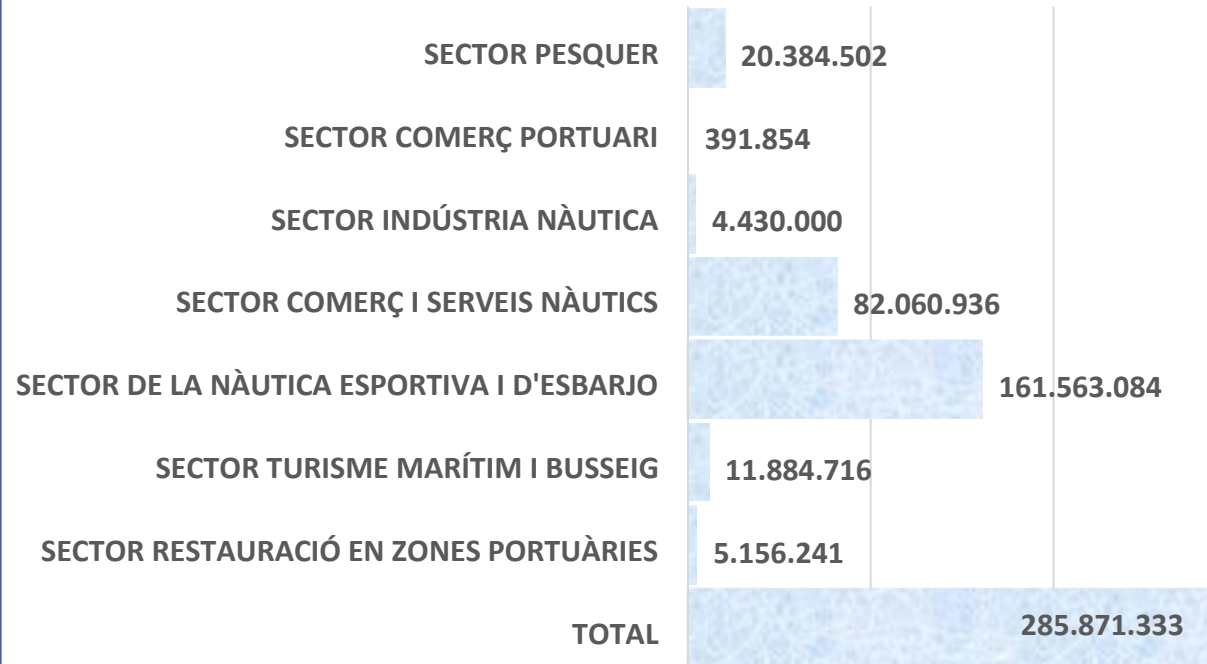 SECTOR PESQUER 20.384.502
SECTOR COMERÇ PORTUARI 391.854
SECTOR INDÚSTRIA NÀUTICA 4.430.000
SECTOR COMERÇ I SERVEIS NÀUTICS 82.060.936
SECTOR DE LA NÀUTICA ESPORTIVA I D'ESBARJO 161.563.084
SECTOR TURISME MARÍTIM I BUSSEIG 11.884.716
SECTOR RESTAURACIÓ EN ZONES PORTUÀRIES 5.156.241
TOTAL 285.871.333